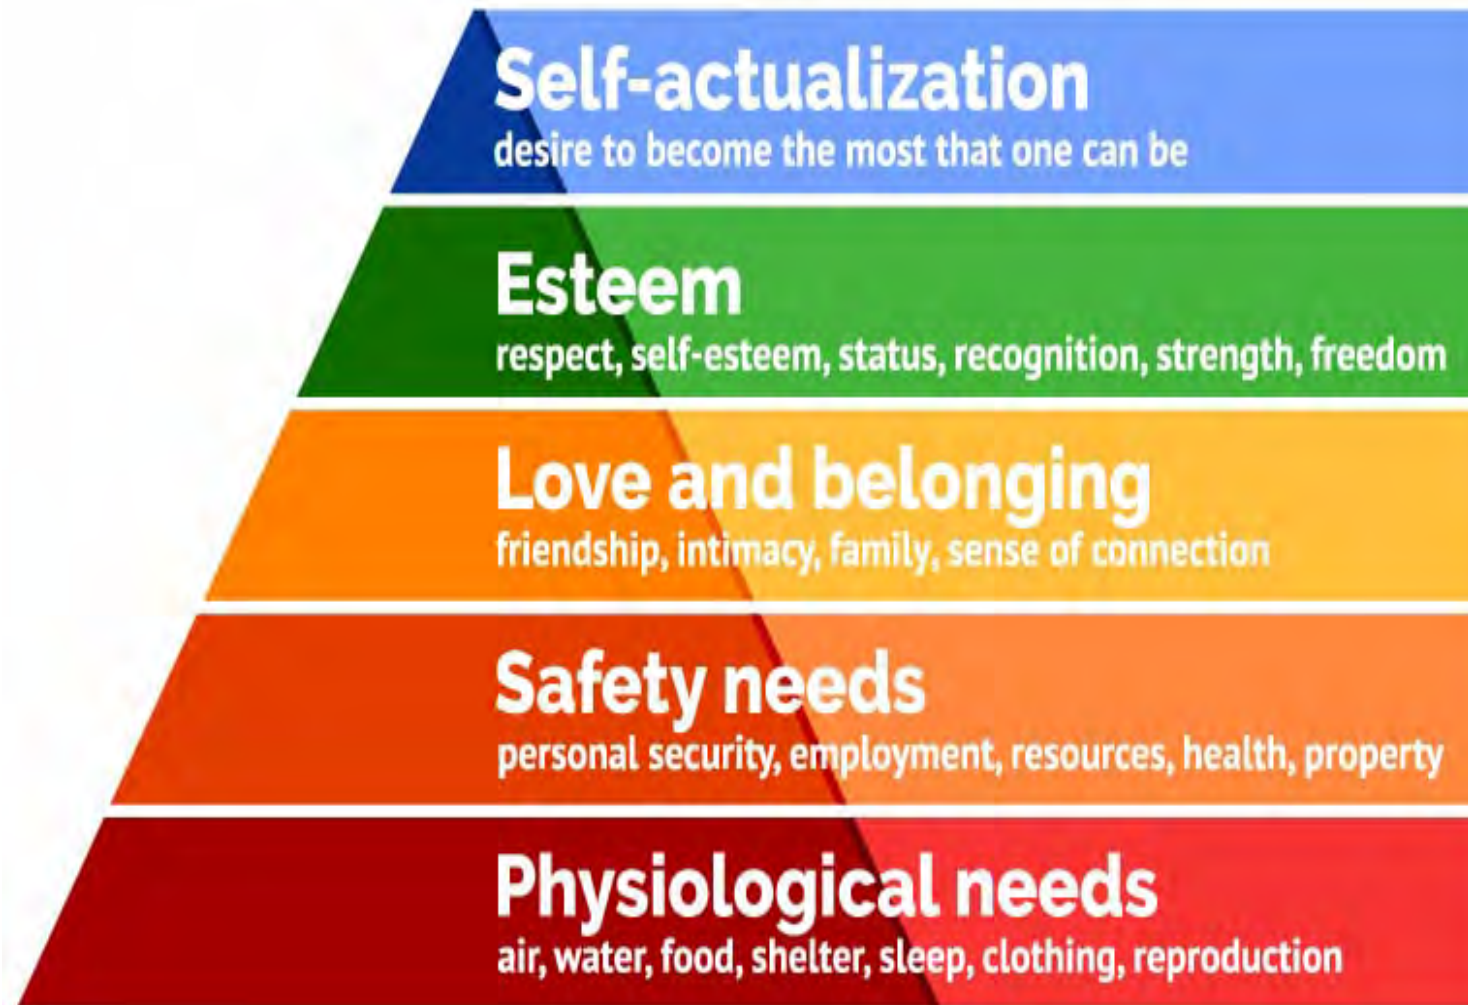 Self-actualization
desire to become the most that one can be
Esteem
respect, self-esteem, status, recognition, strength, freedom
Love and belonging
friendship, intimacy, family, sense of connection
Safety needs
personal security, employment, resources, health, property
Physiological needs
air, water, food, shelter, sleep, clothing, reproduction